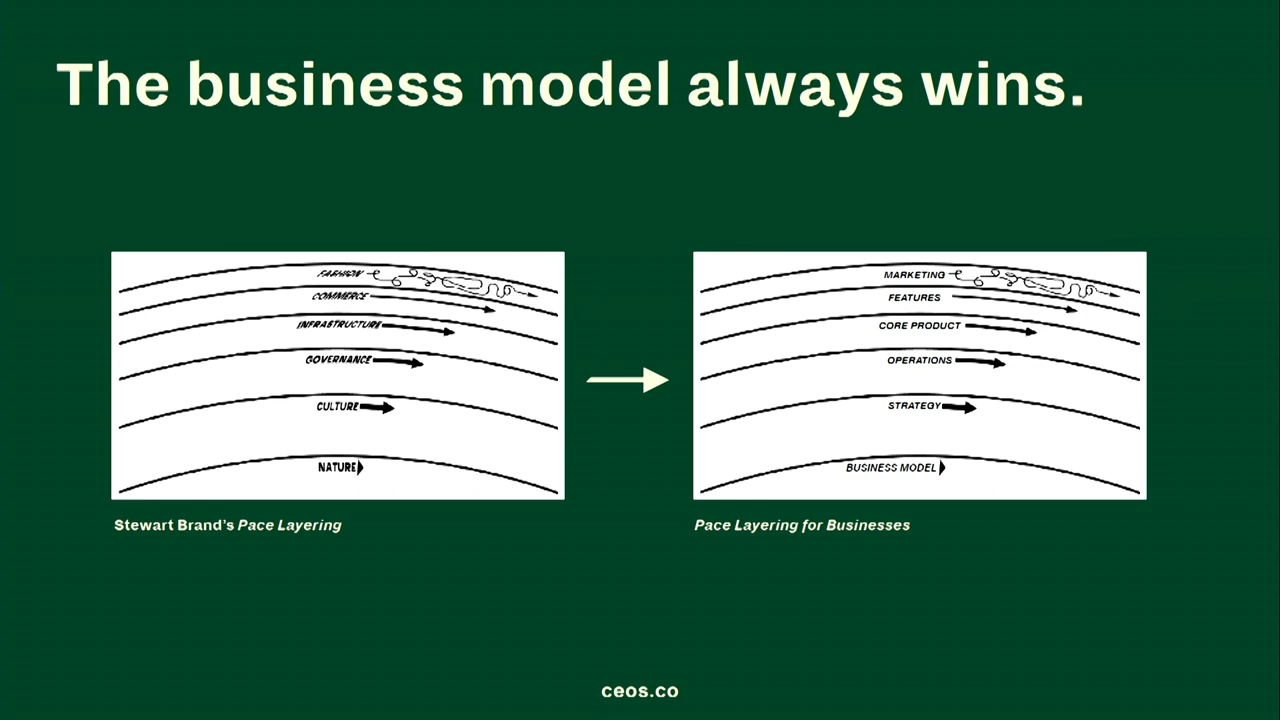 The business model always wins.
FASHION
COMMERCE
INFRASTRUCTURE
GOVERNANCE
CULTURE
NATURE
Stewart Brand's Pace Layering
MARKETING
FEATURES
CORE PRODUCT
OPERATIONS
STRATEGY
BUSINESS MODEL
Pace Layering for Businesses
ceos.co